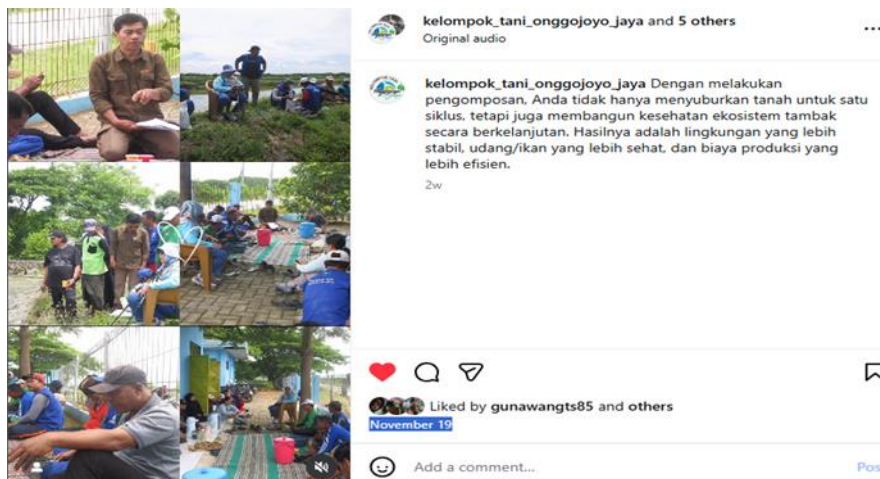 kelompok_tani_onggojoyo_jaya and 5 others
Original audio
kelompok_tani_onggojoyo_jaya Dengan melakukan
pengomposan, Anda tidak hanya menyuburkan tanah untuk satu
siklus, tetapi juga membangun kesehatan ekosistem tambak
secara berkelanjutan. Hasilnya adalah lingkungan yang lebih
stabil, udang/ikan yang lebih sehat, dan biaya produksi yang
lebih efisien.
2w
Liked by gunawangts85 and others
November 19
Add a comment...